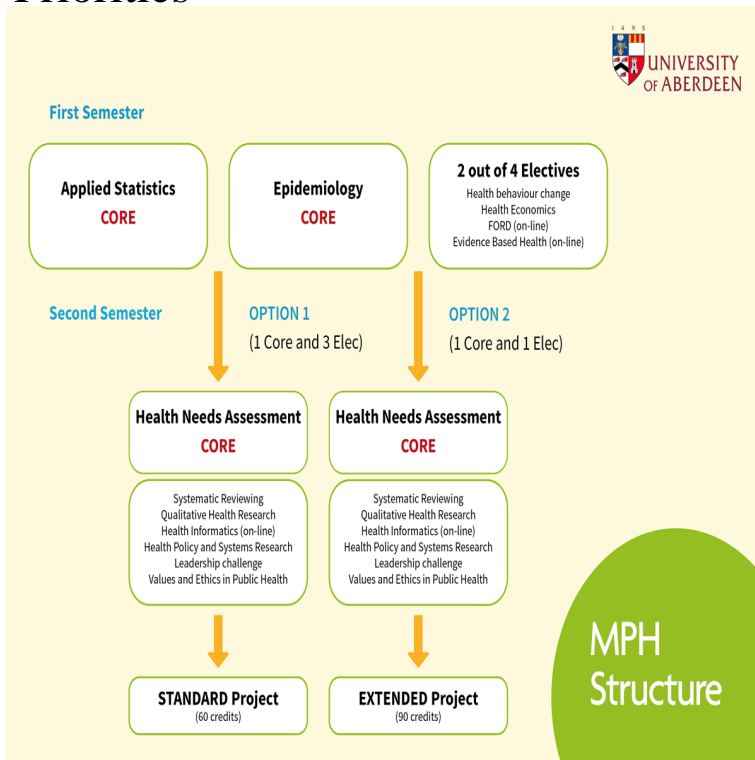 Priorities
1 4 9 5
UNIVERSITY
OF ABERDEEN
First Semester
Applied Statistics
CORE
Epidemiology
CORE
2 out of 4 Electives
Health behaviour change
Health Economics
FORD (on-line)
Evidence Based Health (on-line)
Second Semester
OPTION 1
(1 Core and 3 Elec)
OPTION 2
(1 Core and 1 Elec)
Health Needs Assessment
CORE
Systematic Reviewing
Qualitative Health Research
Health Informatics (on-line)
Health Policy and Systems Research
Leadership challenge
Values and Ethics in Public Health
STANDARD Project
(60 credits)
Health Needs Assessment
CORE
Systematic Reviewing
Qualitative Health Research
Health Informatics (on-line)
Health Policy and Systems Research
Leadership challenge
Values and Ethics in Public Health
EXTENDED Project
(90 credits)
MPH
Structure